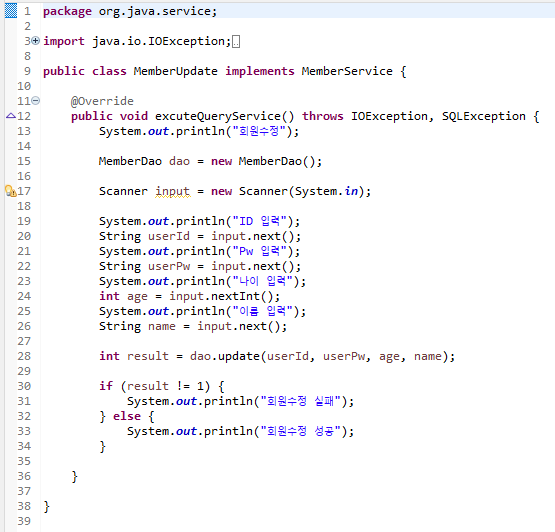 1 package org.java.service;
2
3 import java.io.IOException;
8
9 public class MemberUpdate implements MemberService {
10
11 @Override
12 public void excuteQueryService() throws IOException, SQLException {
13 System.out.println("회원수정");
14
15 MemberDao dao = new MemberDao();
16
17 Scanner input = new Scanner(System.in);
18
19 System.out.println("ID 입력");
20 String userId = input.next();
21 System.out.println("Pw 입력");
22 String userPw = input.next();
23 System.out.println("나이 입력");
24 int age = input.nextInt();
25 System.out.println("이름 입력");
26 String name = input.next();
27
28 int result = dao.update(userId, userPw, age, name);
29
30 if (result != 1) {
31 System.out.println("회원수정 실패");
32 } else {
33 System.out.println("회원수정 성공");
34 }
35
36 }
37
38 }
39